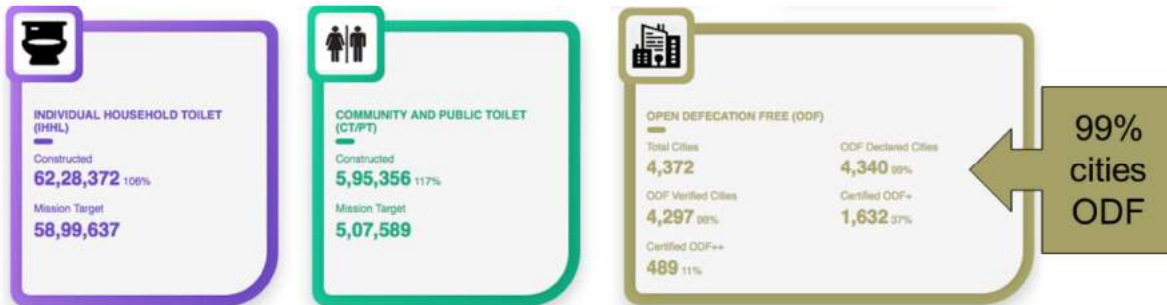 INDIVIDUAL HOUSEHOLD TOILET
(IHHL)
Constructed
62,28,372 106%
Mission Target
58,99,637
COMMUNITY AND PUBLIC TOILET
(CT/PT)
Constructed
5,95,356 117%
Mission Target
5,07,589
OPEN DEFECATION FREE (ODF)
Total Cities
4,372
ODF Declared Cities
4,340 99%
ODF Verified Cities
4,297 98%
Certified ODF+
1,632 37%
Certified ODF++
489 11%
99%
cities
ODF